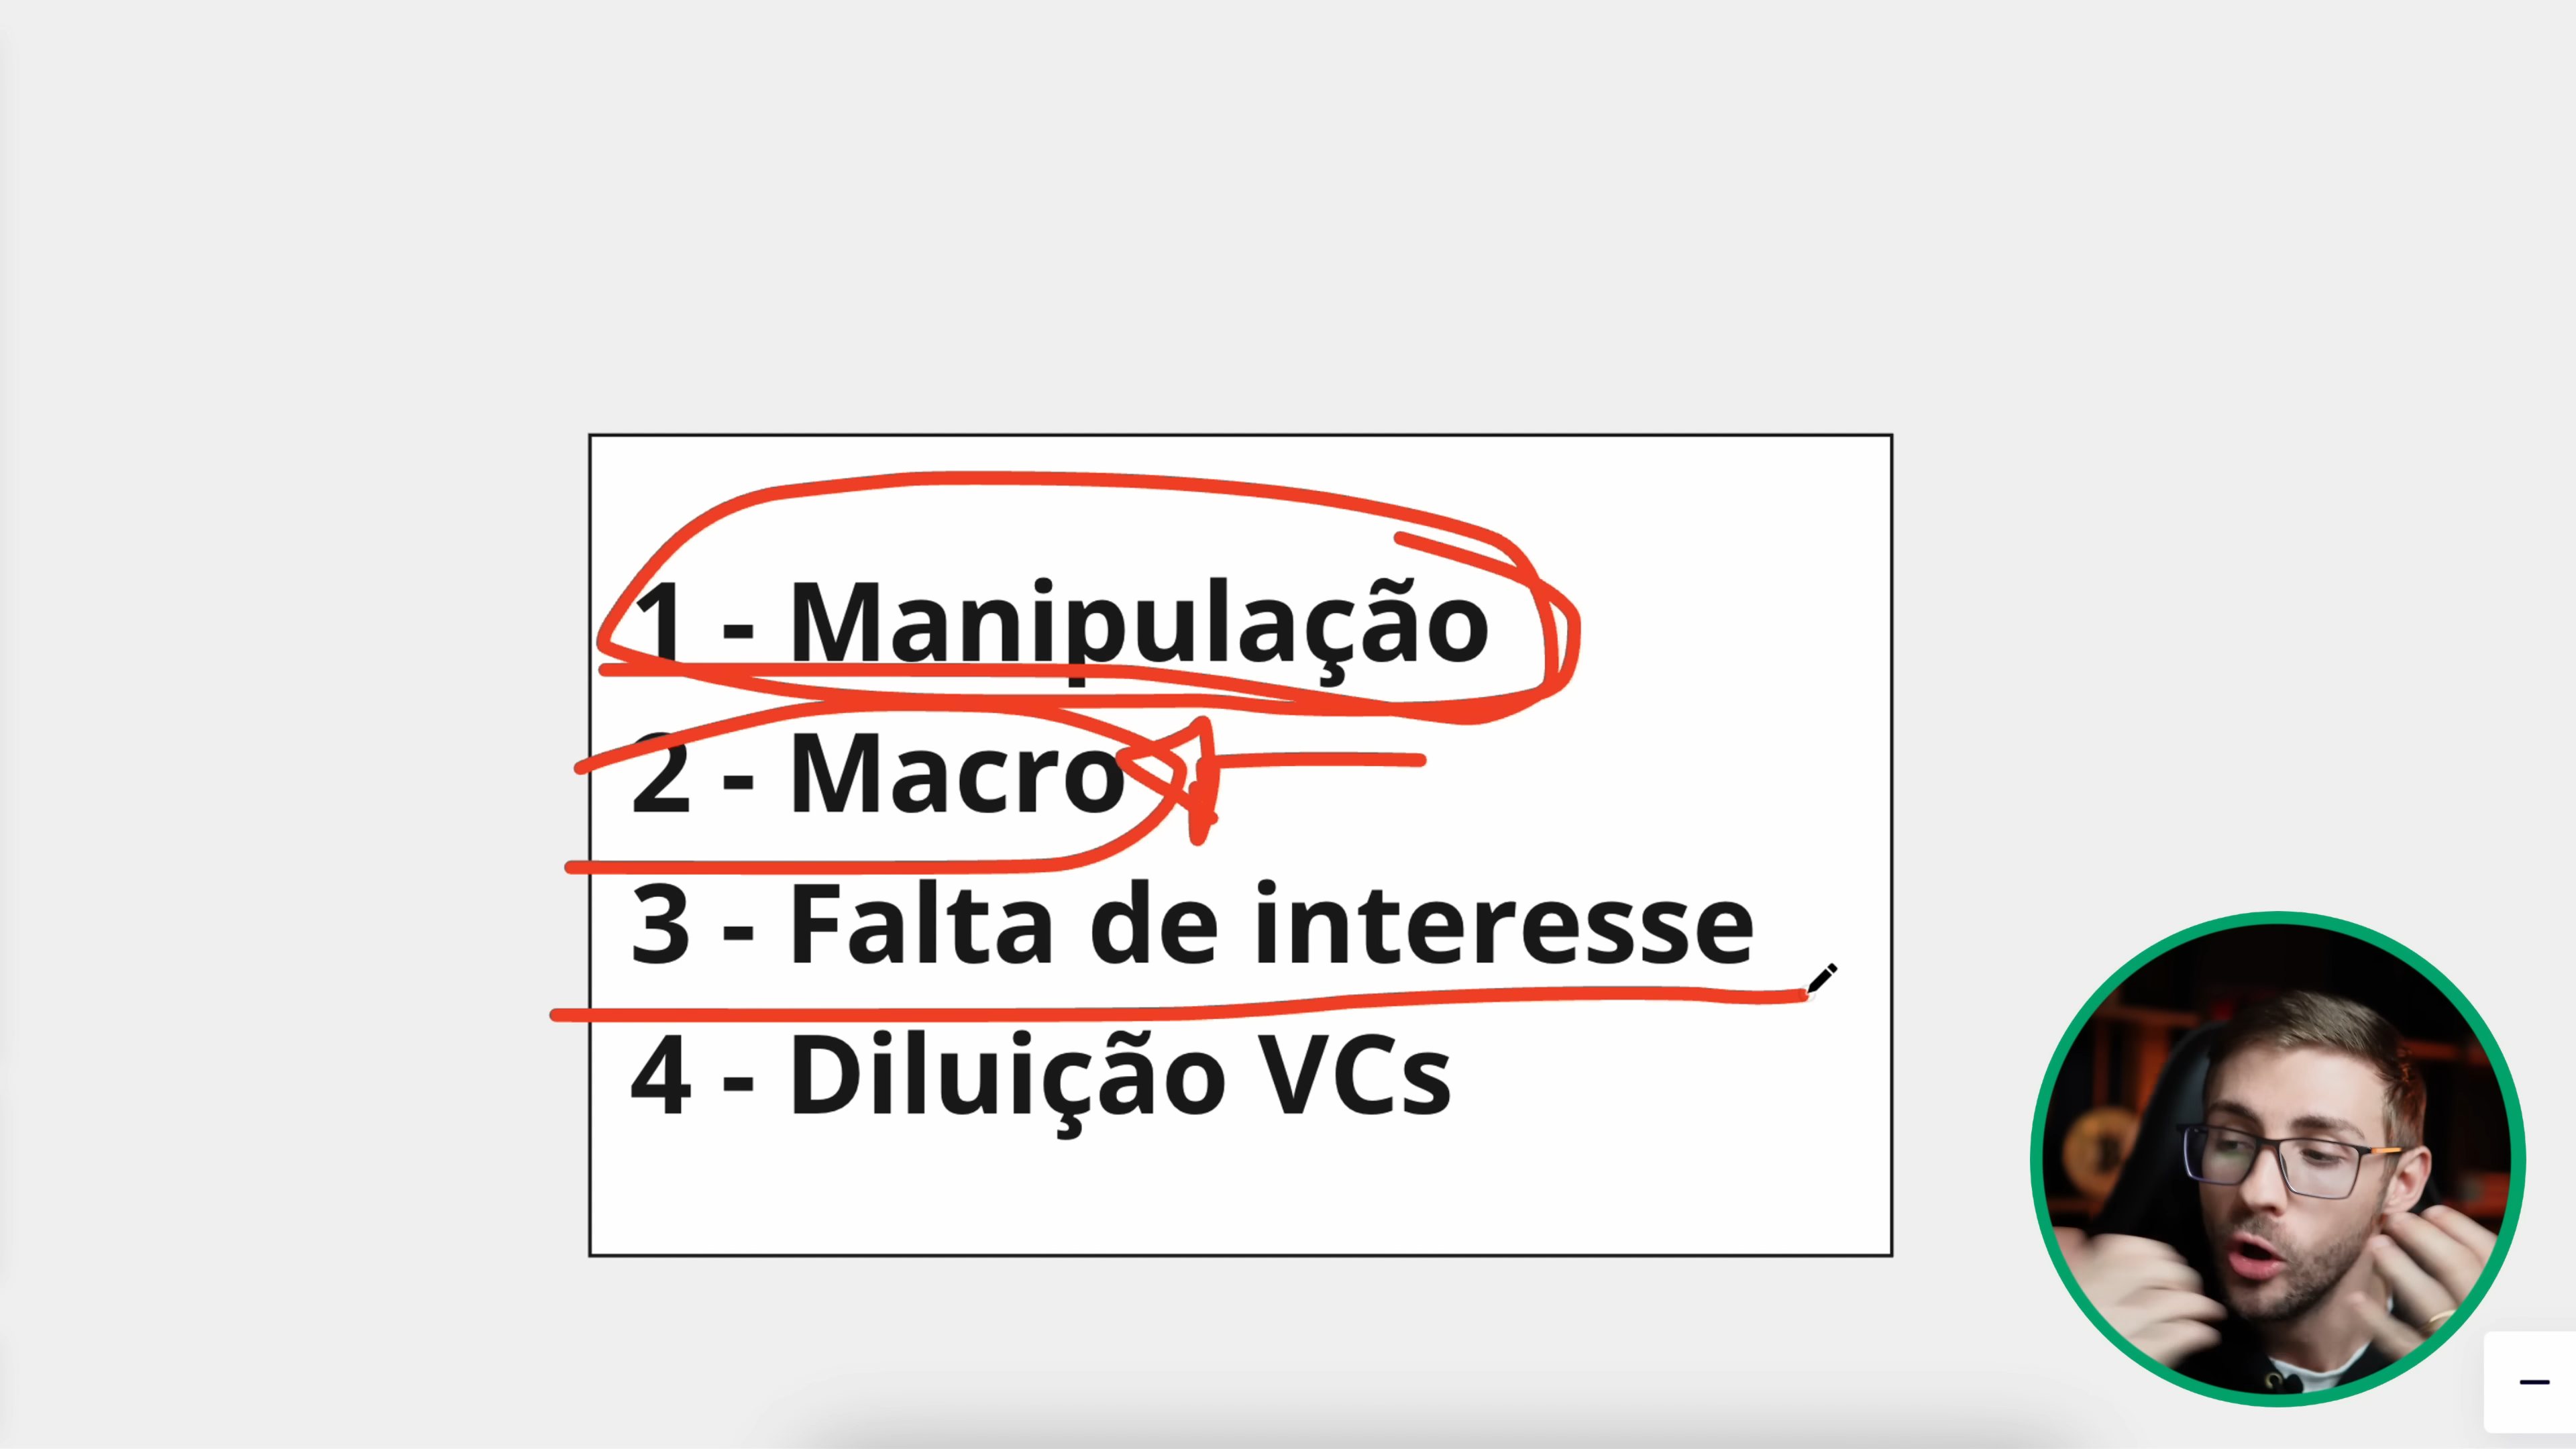 1 - Manipulação
2 - Macro
3 - Falta de interesse
4 - Diluição VCs